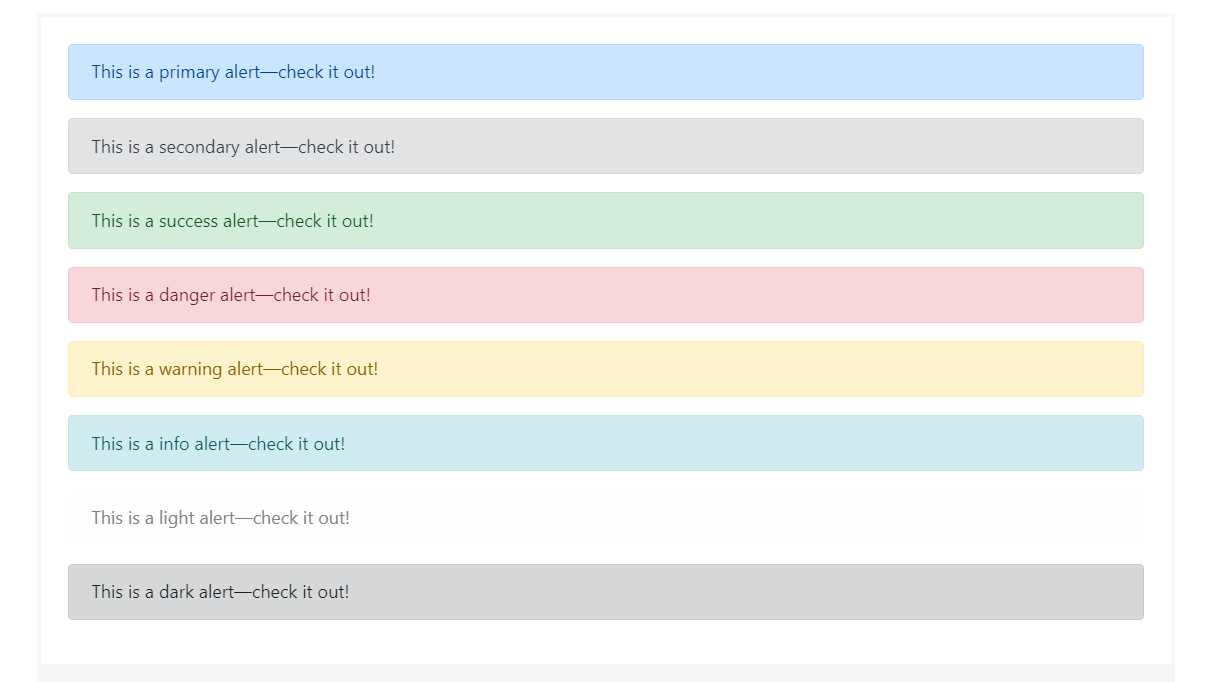 This is a primary alert—check it out!
This is a secondary alert—check it out!
This is a success alert—check it out!
This is a danger alert—check it out!
This is a warning alert—check it out!
This is a info alert—check it out!
This is a light alert—check it out!
This is a dark alert—check it out!